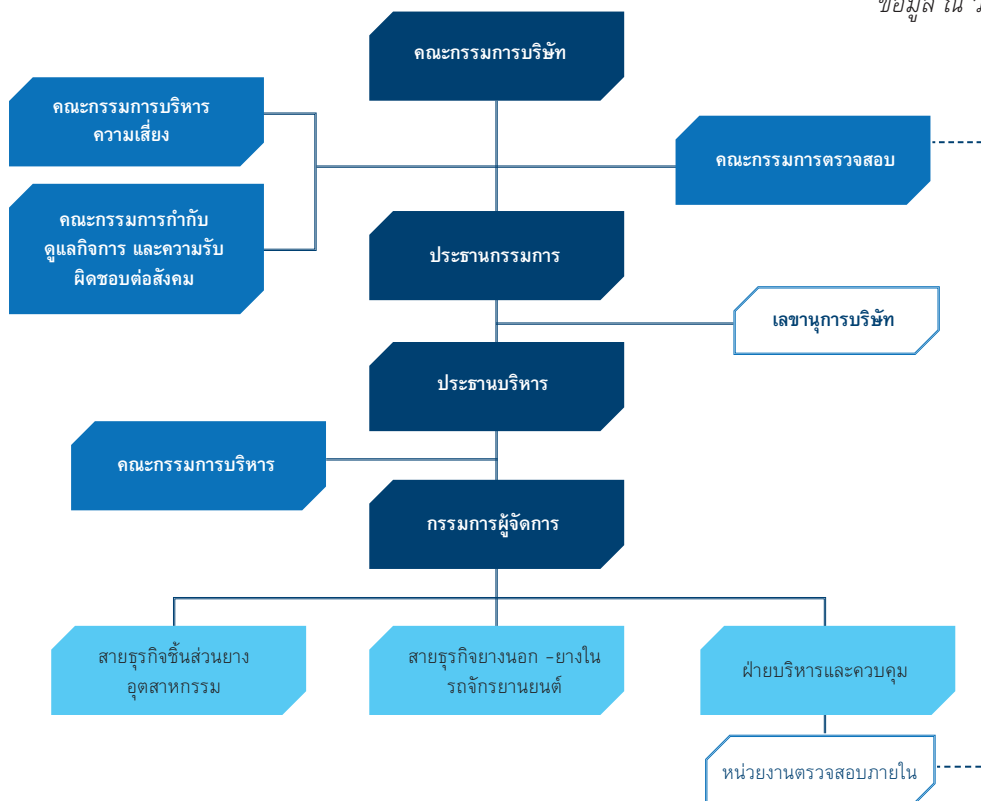 ข้อมูล ณ
คณะกรรมการบริษัท
คณะกรรมการบริหาร
ความเสี่ยง
คณะกรรมการตรวจสอบ
คณะกรรมการกำกับ
ดูแลกิจการ และความรับ
ผิดชอบต่อสังคม
ประธานกรรมการ
เลขานุการบริษัท
ประธานบริหาร
คณะกรรมการบริหาร
กรรมการผู้จัดการ
สายธุรกิจชิ้นส่วนยาง
อุตสาหกรรม
สายธุรกิจยางนอก -ยางใน
รถจักรยานยนต์
ฝ่ายบริหารและควบคุม
หน่วยงานตรวจสอบภายใน